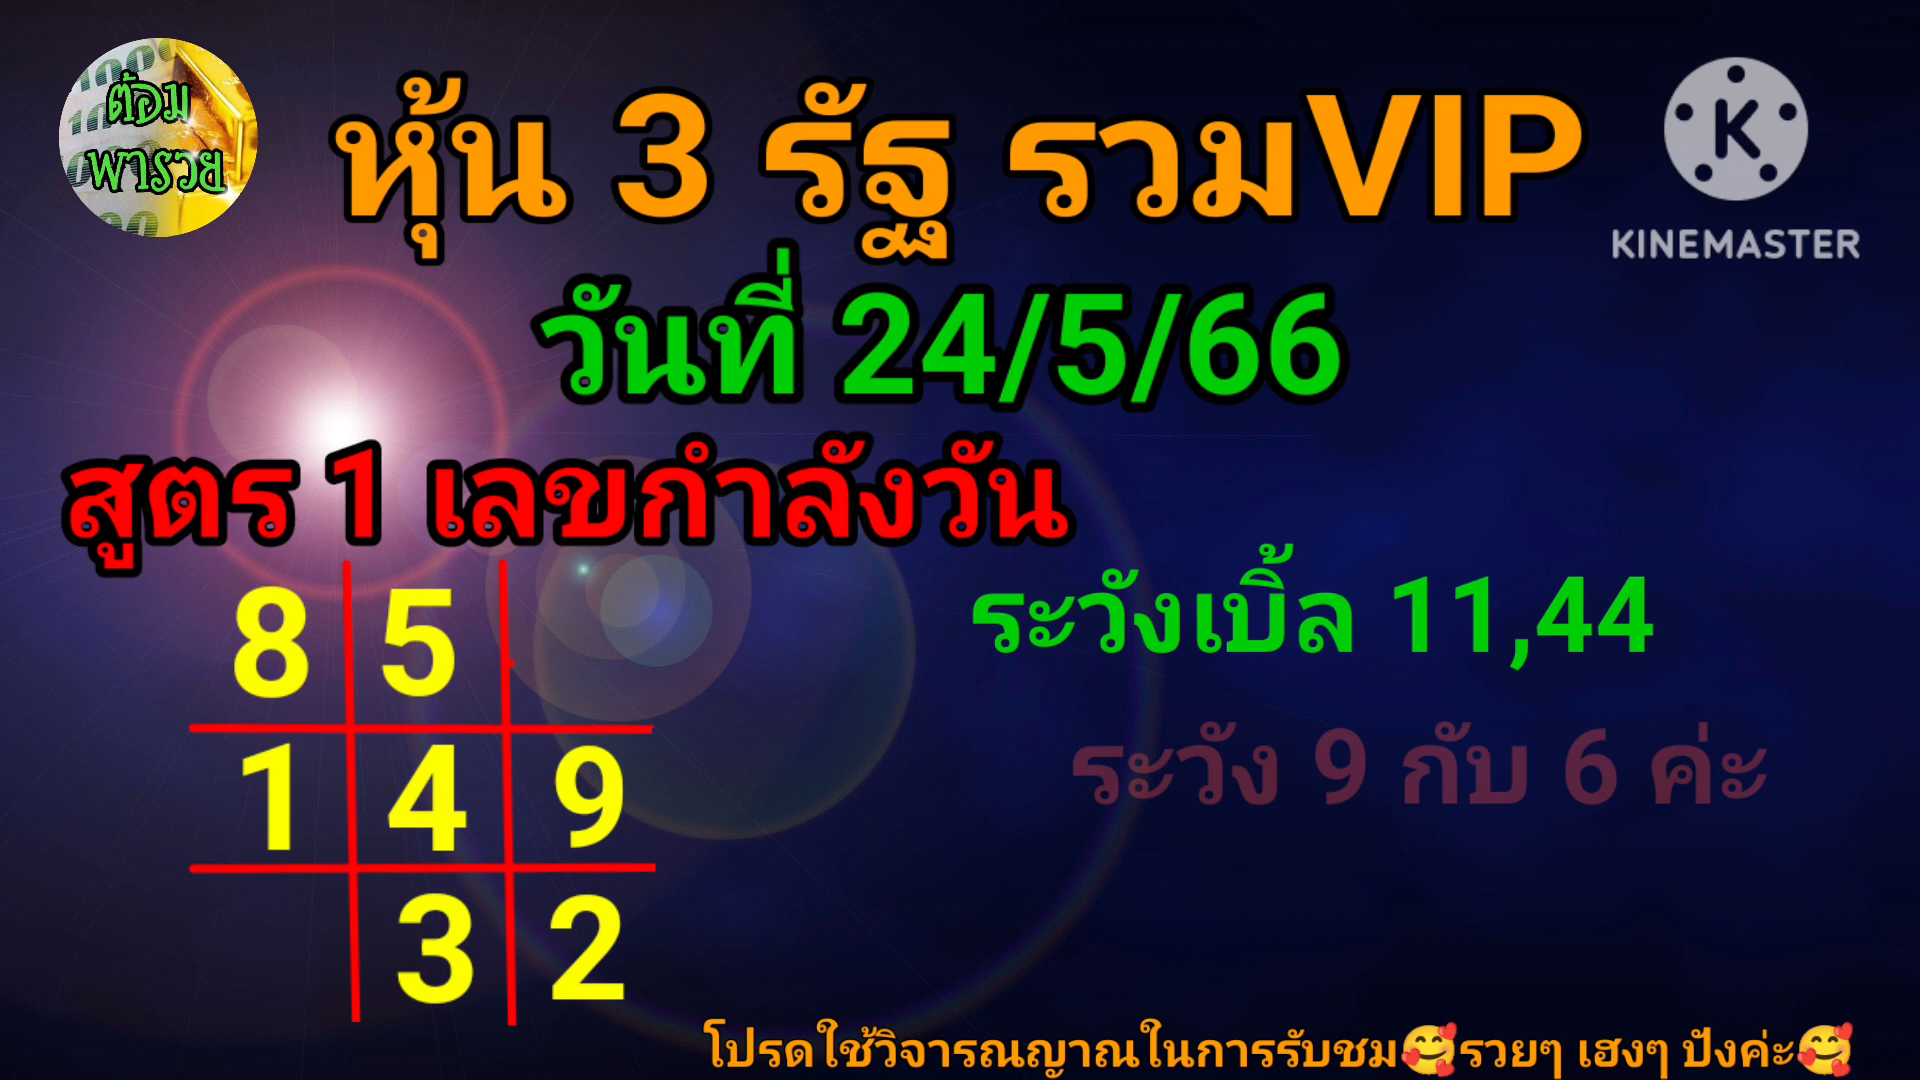 ต้อม
พารวย
หุ้น 3 รัฐ รวมVIP
KINEMASTER
วันที่ 24/5/66
สูตร 1 เลขกำลังวัน
8 5
1 4 9
3 2
ระวังเบิ้ล 11,44
ระวัง 9 กับ 6 ค่ะ
โปรดใช้วิจารณญาณในการรับชม🥰รวยๆ เฮงๆ ปังค่ะ🥰